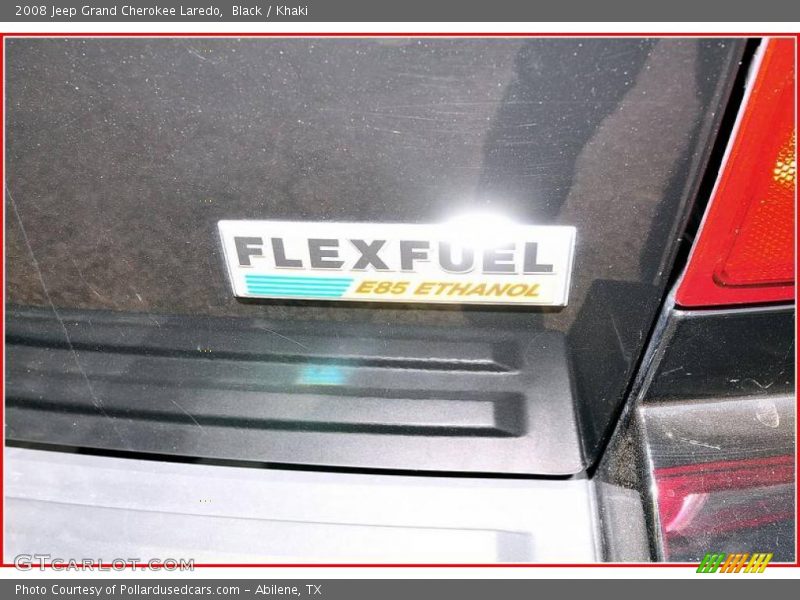 2008 Jeep Grand Cherokee Laredo,  Black / Khaki
FLEXFUEL
E85 ETHANOL
GTCARLOT.COM
Photo Courtesy of Pollardusedcars.com - Abilene, TX